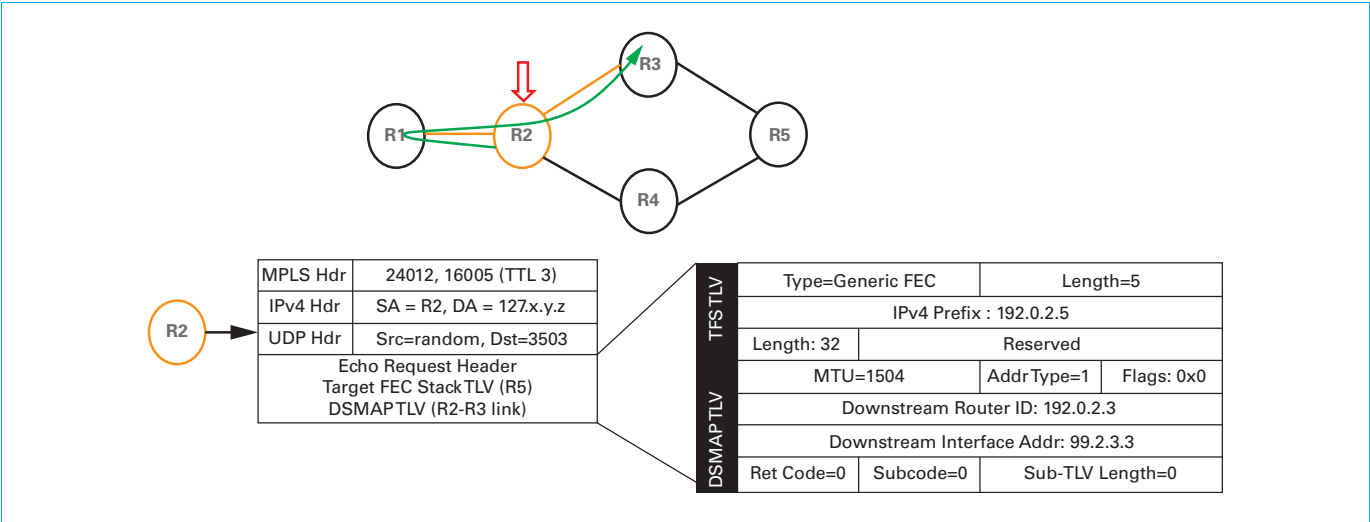 R3
R1
R2
R5
R4
R2
MPLS Hdr 24012, 16005 (TTL 3)
IPv4 Hdr SA = R2, DA = 127.x.y.z
UDP Hdr Src=random, Dst=3503
Echo Request Header
Target FEC Stack TLV (R5)
DSMAP TLV (R2-R3 link)
TFS TLV
Type=Generic FEC Length=5
IPv4 Prefix : 192.0.2.5
Length: 32 Reserved
DSMAP TLV
MTU=1504 Addr Type=1 Flags: 0x0
Downstream Router ID: 192.0.2.3
Downstream Interface Addr: 99.2.3.3
Ret Code=0 Subcode=0 Sub-TLV Length=0